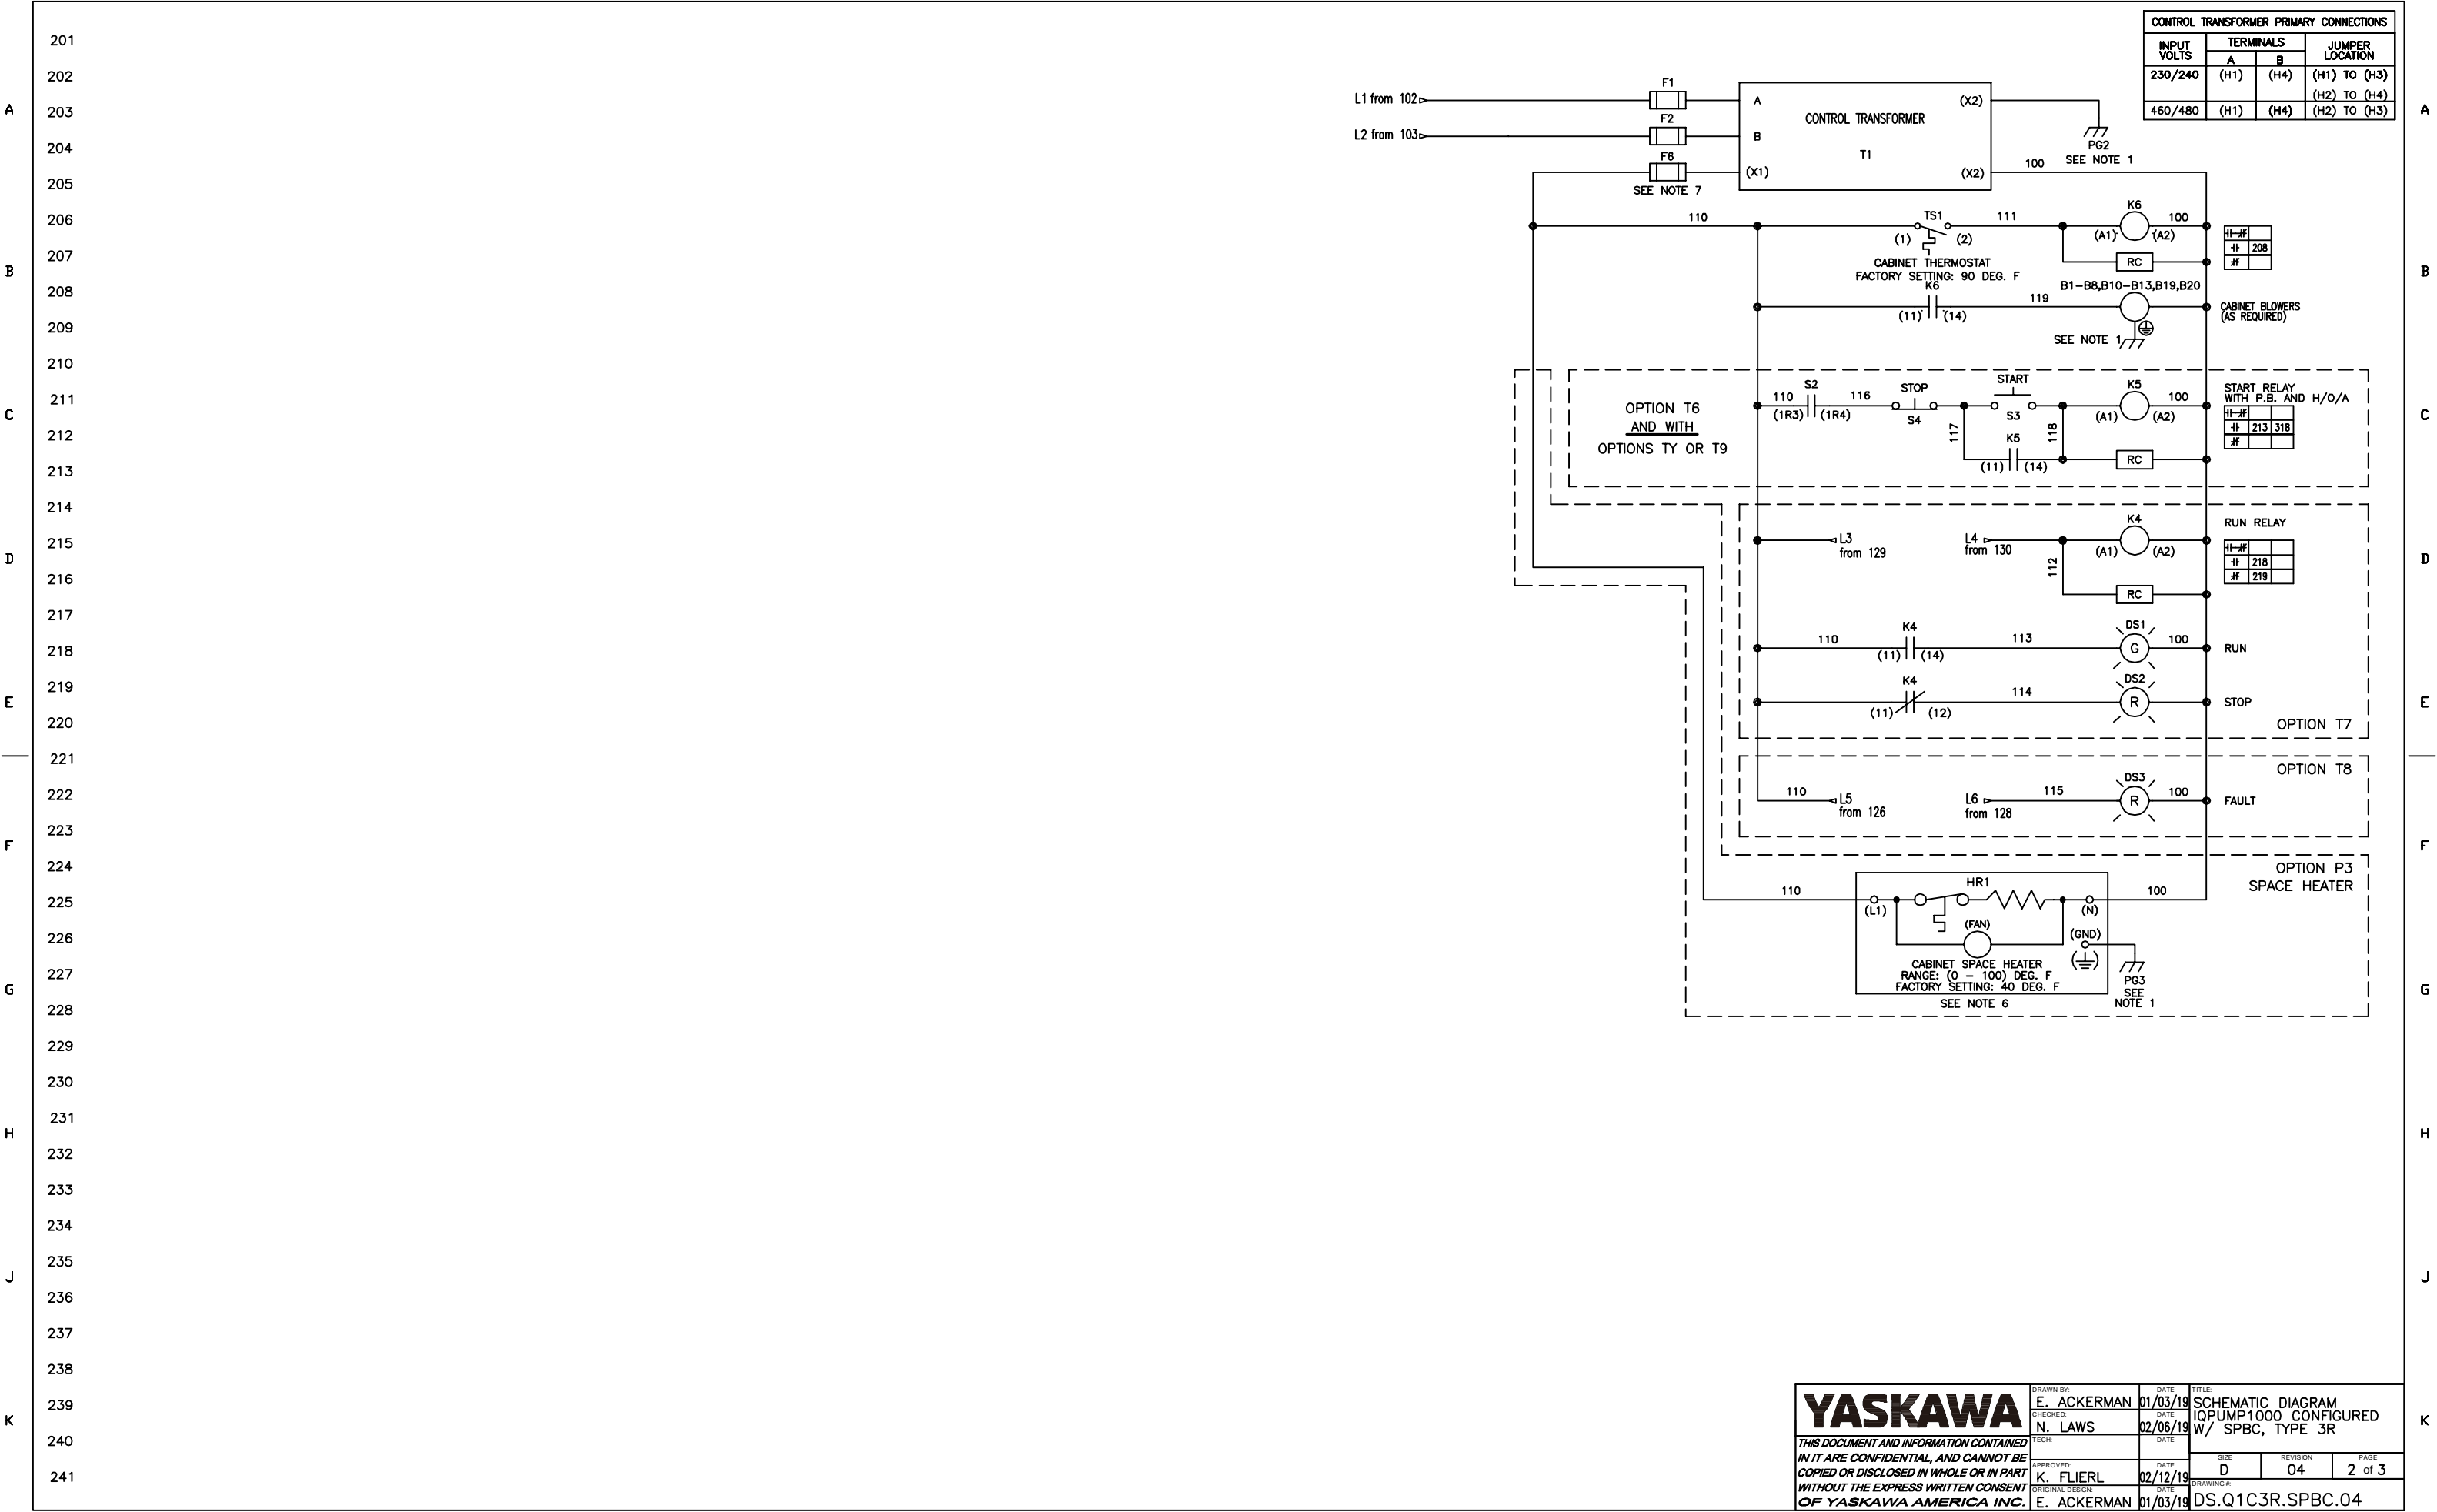 CONTROL TRANSFORMER PRIMARY CONNECTIONS
INPUT VOLTS
TERMINALS
JUMPER LOCATION
A B
230/240 (H1) (H4) (H1) TO (H3)
(H2) TO (H4)
460/480 (H1) (H4) (H2) TO (H3)
201
202
203
204
205
206
207
208
209
210
211
212
213
214
215
216
217
218
219
220
221
222
223
224
225
226
227
228
229
230
231
232
233
234
235
236
237
238
239
240
241
A
B
C
D
E
F
G
H
J
K
A
B
C
D
E
F
G
H
J
K
F1
L1 from 102
A
(X2)
F2
CONTROL TRANSFORMER
L2 from 103
B
PG2
SEE NOTE 1
F6
T1
100
(X1)
(X2)
SEE NOTE 7
110
TS1
111
K6
100
(1) (2)
(A1) (A2)
208
CABINET THERMOSTAT
FACTORY SETTING: 90 DEG. F
RC
K6
119
B1-B8,B10-B13,B19,B20
(11) (14)
CABINET BLOWERS
(AS REQUIRED)
SEE NOTE 1
OPTION T6
AND WITH
OPTIONS TY OR T9
110
S2
116
STOP
START
K5
100
(1R3) (1R4)
S4
S3
(A1) (A2)
START RELAY
WITH P.B. AND H/O/A
213 318
117
K5
118
(11) (14)
RC
L3
from 129
L4
from 130
K4
(A1) (A2)
RUN RELAY
218
219
112
RC
110
K4
113
DS1
100
(11) (14)
G
RUN
K4
114
DS2
(11) (12)
R
STOP
OPTION T7
OPTION T8
110
L5
from 126
L6
from 128
115
DS3
100
R
FAULT
OPTION P3
SPACE HEATER
110
HR1
100
(L1)
(N)
(FAN)
(GND)
CABINET SPACE HEATER
RANGE: (0 - 100) DEG. F
FACTORY SETTING: 40 DEG. F
PG3
SEE
NOTE 1
SEE NOTE 6
YASKAWA
THIS DOCUMENT AND INFORMATION CONTAINED
IN IT ARE CONFIDENTIAL, AND CANNOT BE
COPIED OR DISCLOSED IN WHOLE OR IN PART
WITHOUT THE EXPRESS WRITTEN CONSENT
OF YASKAWA AMERICA INC.
DRAWN BY: DATE
E. ACKERMAN 01/03/19
CHECKED: DATE
N. LAWS 02/06/19
TECH: DATE
APPROVED: DATE
K. FLIERL 02/12/19
ORIGINAL DESIGN: DATE
E. ACKERMAN 01/03/19
TITLE:
SCHEMATIC DIAGRAM
IQPUMP1000 CONFIGURED
W/ SPBC, TYPE 3R
SIZE REVISION PAGE
D 04 2 of 3
DRAWING #:
DS.Q1C3R.SPBC.04